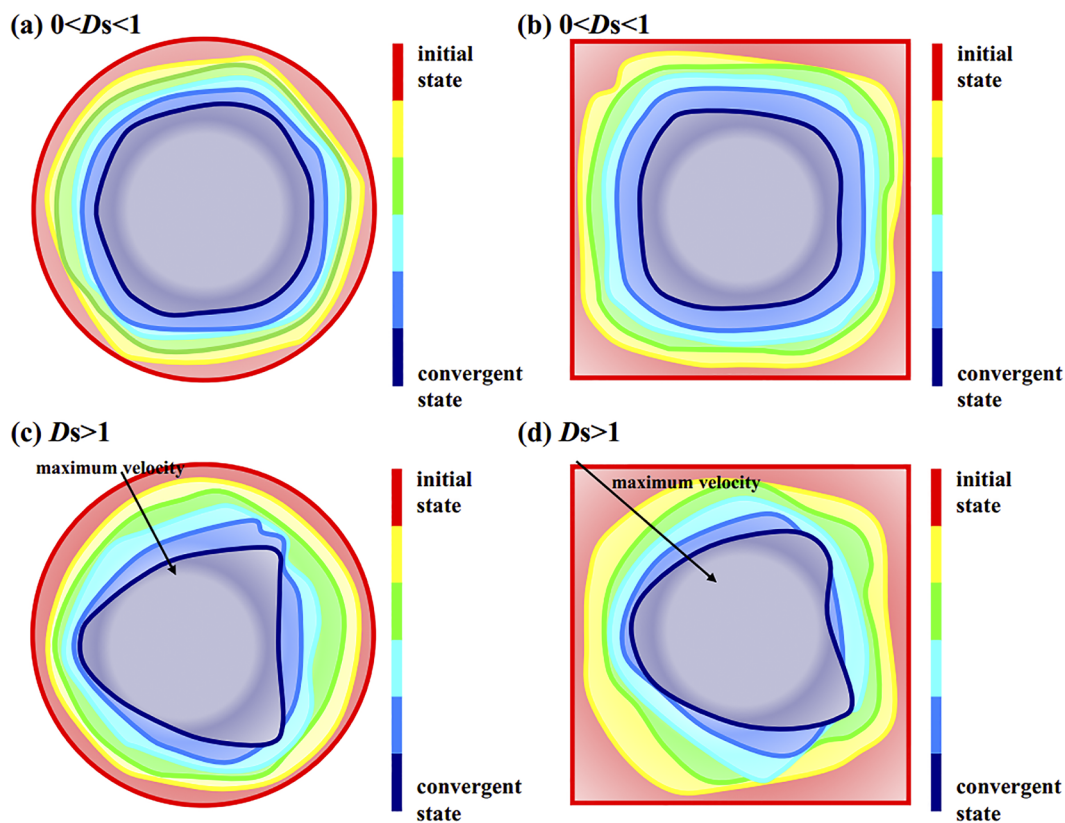 (a) 0<Ds<1
initial
state
convergent
state
(b) 0<Ds<1
initial
state
convergent
state
(c) Ds>1
maximum velocity
initial
state
convergent
state
(d) Ds>1
maximum velocity
initial
state
convergent
state